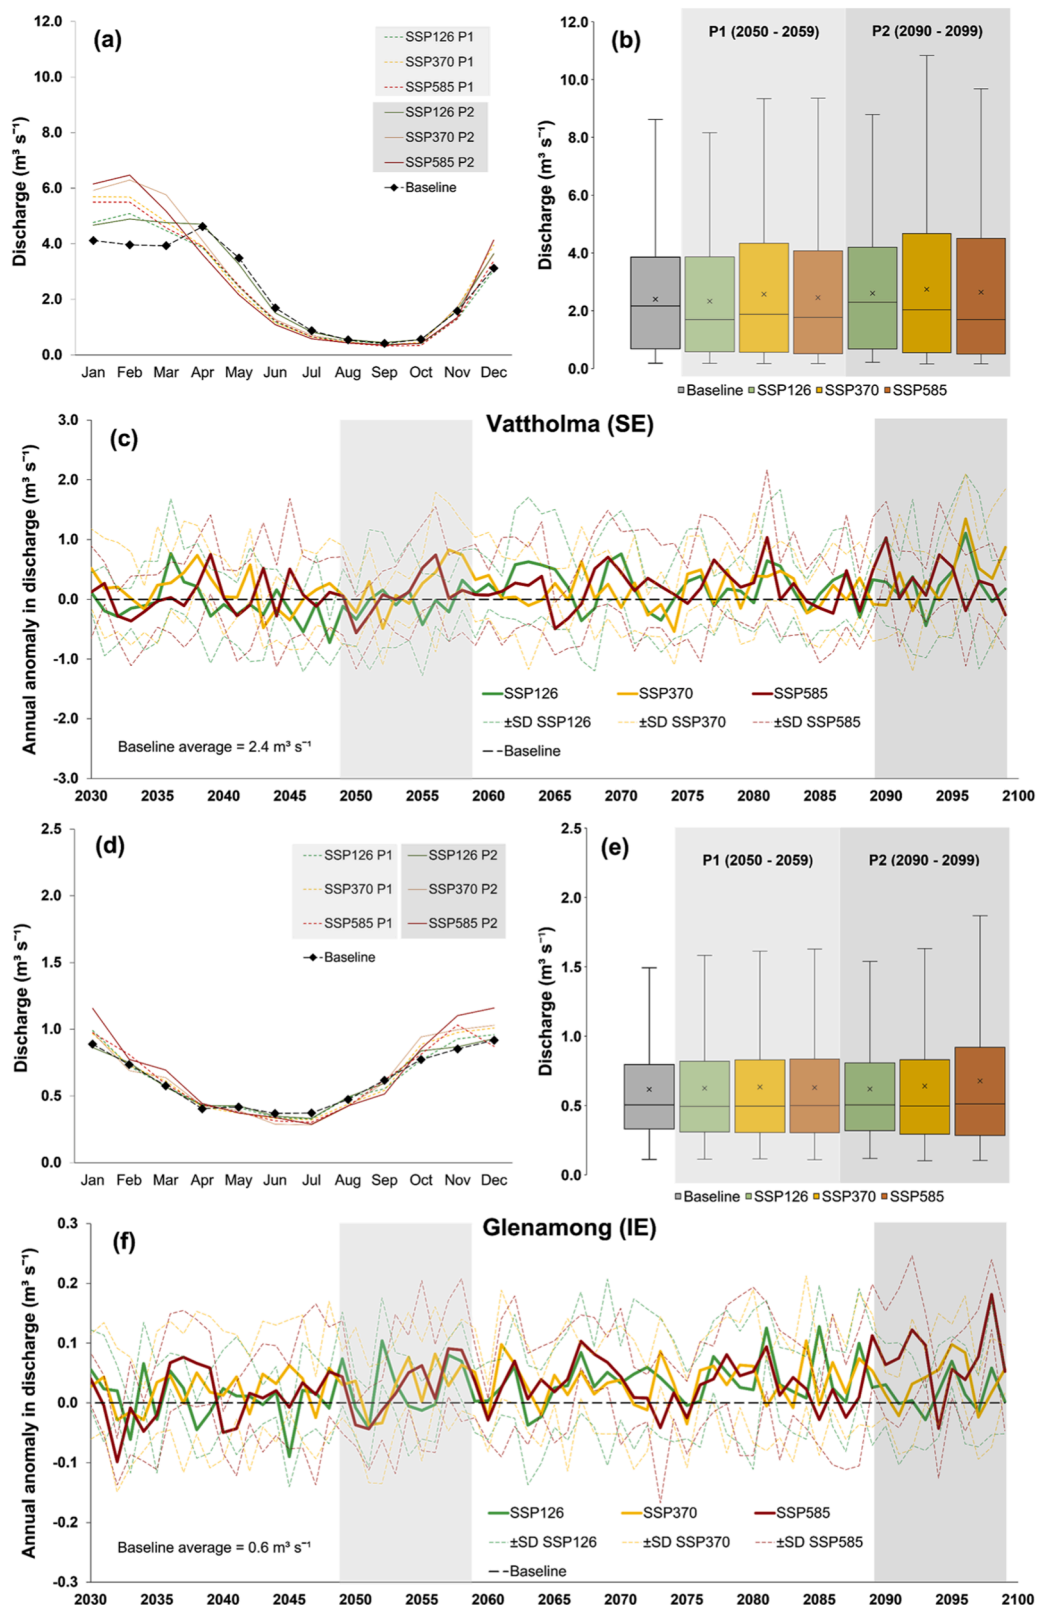 (a)
12.0
10.0
8.0
6.0
4.0
2.0
0.0
Discharge (m³ s⁻¹)
SSP126 P1
SSP370 P1
SSP585 P1
SSP126 P2
SSP370 P2
SSP585 P2
Baseline
Jan Feb Mar Apr May Jun Jul Aug Sep Oct Nov Dec
(b)
P1 (2050 - 2059)
P2 (2090 - 2099)
12.0
10.0
8.0
6.0
4.0
2.0
0.0
Discharge (m³ s⁻¹)
Baseline SSP126 SSP370 SSP585
Vattholma (SE)
(c)
3.0
2.0
1.0
0.0
-1.0
-2.0
-3.0
Annual anomaly in discharge (m³ s⁻¹)
SSP126 SSP370 SSP585
±SD SSP126 ±SD SSP370 ±SD SSP585
Baseline
Baseline average = 2.4 m³ s⁻¹
2030 2035 2040 2045 2050 2055 2060 2065 2070 2075 2080 2085 2090 2095 2100
(d)
2.5
2.0
1.5
1.0
0.5
0.0
Discharge (m³ s⁻¹)
SSP126 P1 SSP126 P2
SSP370 P1 SSP370 P2
SSP585 P1 SSP585 P2
Baseline
Jan Feb Mar Apr May Jun Jul Aug Sep Oct Nov Dec
(e)
P1 (2050 - 2059)
P2 (2090 - 2099)
2.5
2.0
1.5
1.0
0.5
0.0
Discharge (m³ s⁻¹)
Baseline SSP126 SSP370 SSP585
Glenamong (IE)
(f)
0.3
0.2
0.1
0.0
-0.1
-0.2
-0.3
Annual anomaly in discharge (m³ s⁻¹)
SSP126 SSP370 SSP585
±SD SSP126 ±SD SSP370 ±SD SSP585
Baseline
Baseline average = 0.6 m³ s⁻¹
2030 2035 2040 2045 2050 2055 2060 2065 2070 2075 2080 2085 2090 2095 2100